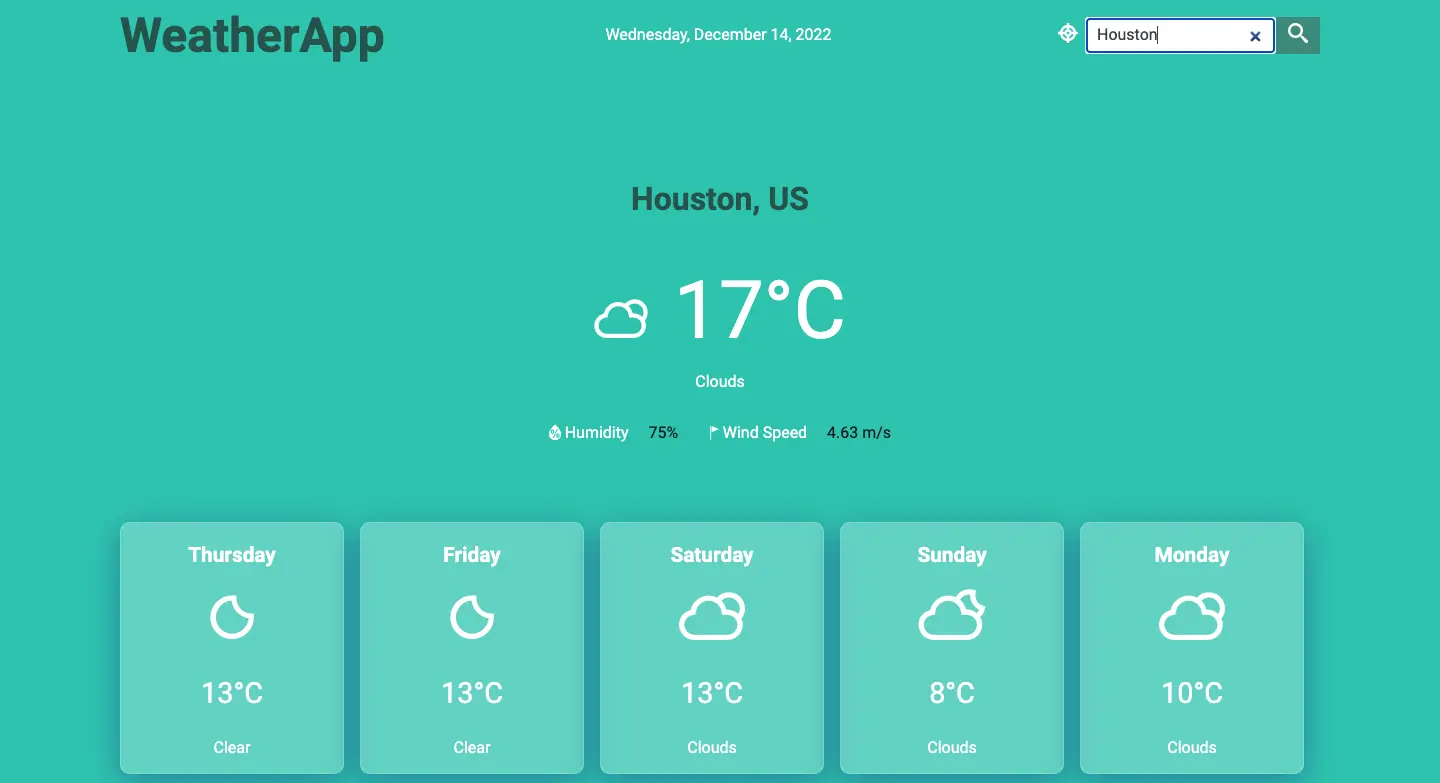 WeatherApp
Wednesday, December 14, 2022
Houston
Houston, US
17°C
Clouds
Humidity 75% Wind Speed 4.63 m/s
Thursday
13°C
Clear
Friday
13°C
Clear
Saturday
13°C
Clouds
Sunday
8°C
Clouds
Monday
10°C
Clouds